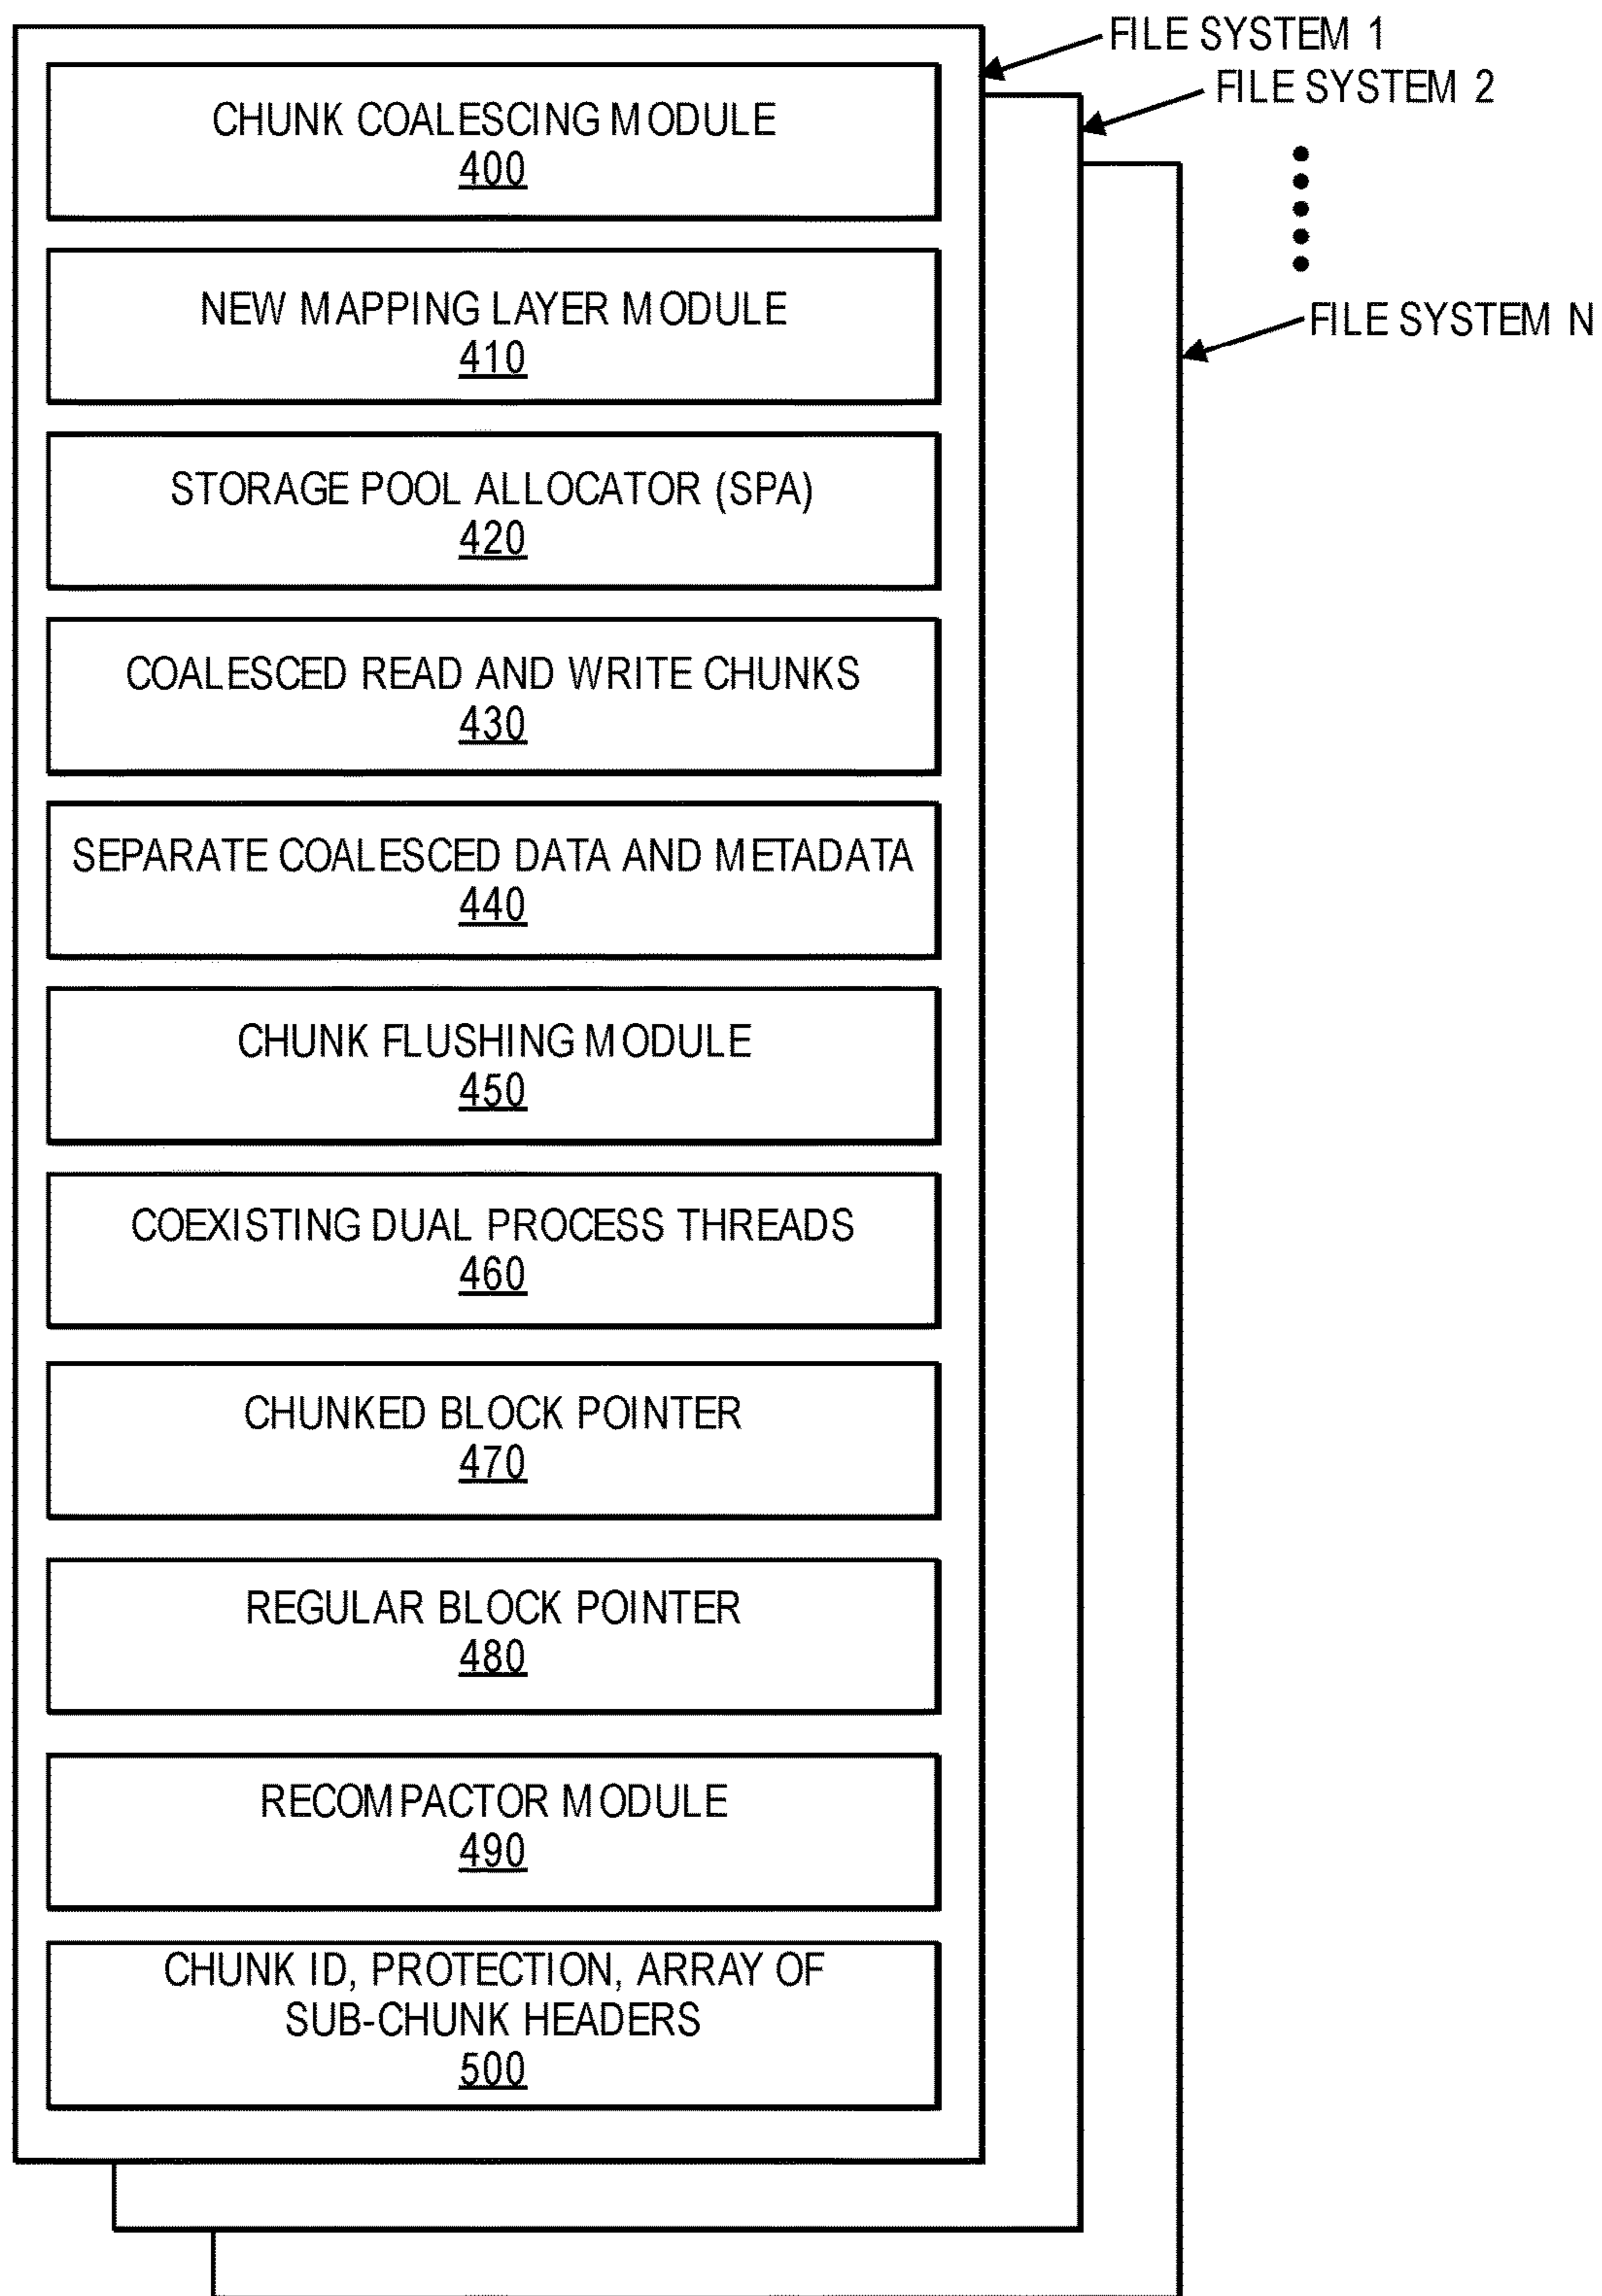 FILE SYSTEM 1
FILE SYSTEM 2
FILE SYSTEM N
CHUNK COALESCING MODULE
400
NEW MAPPING LAYER MODULE
410
STORAGE POOL ALLOCATOR (SPA)
420
COALESCED READ AND WRITE CHUNKS
430
SEPARATE COALESCED DATA AND METADATA
440
CHUNK FLUSHING MODULE
450
COEXISTING DUAL PROCESS THREADS
460
CHUNKED BLOCK POINTER
470
REGULAR BLOCK POINTER
480
RECOMPACTOR MODULE
490
CHUNK ID, PROTECTION, ARRAY OF
SUB-CHUNK HEADERS
500